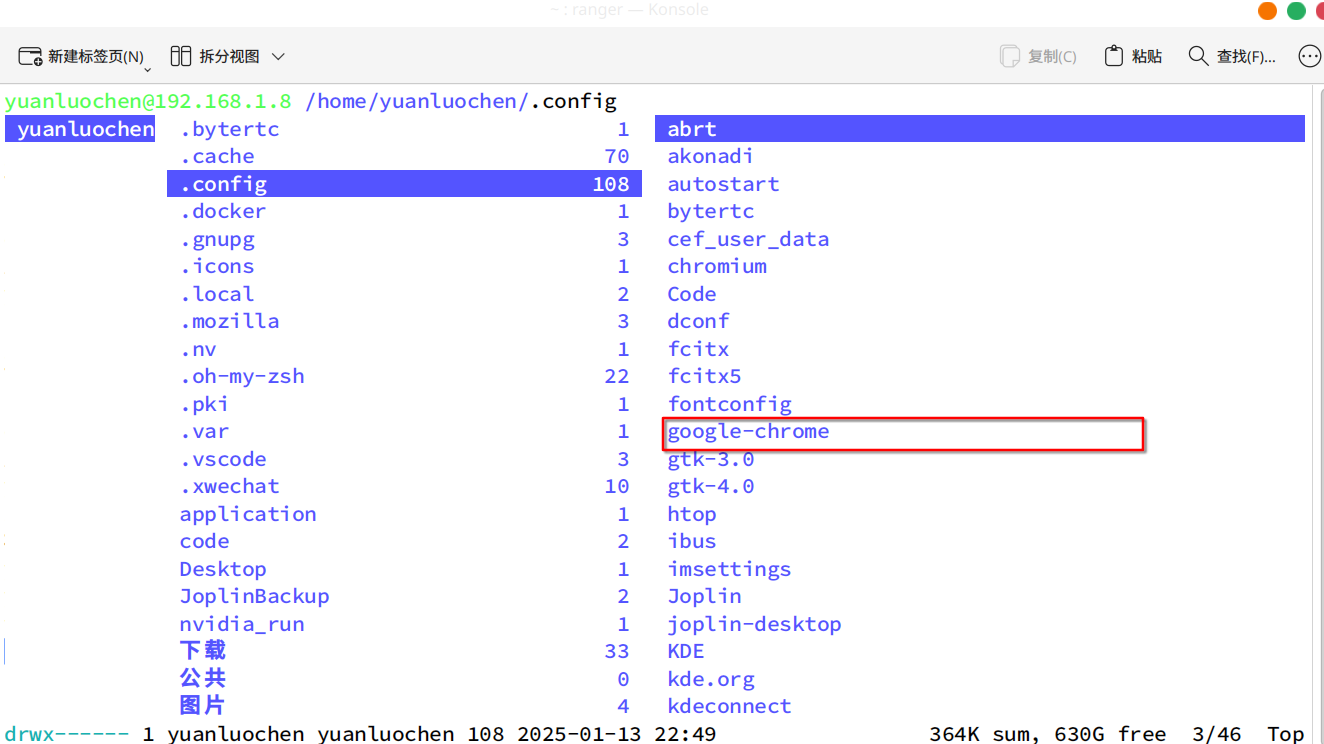 ~ : ranger — Konsole
新建标签页(N) 拆分视图 复制(C) 粘贴 查找(F)...
yuanluochen@192.168.1.8 /home/yuanluochen/.config
yuanluochen .bytertc 1 abrt
.cache 70 akonadi
.config 108 autostart
.docker 1 bytertc
.gnupg 3 cef_user_data
.icons 1 chromium
.local 2 Code
.mozilla 3 dconf
.nv 1 fcitx
.oh-my-zsh 22 fcitx5
.pki 1 fontconfig
.var 1 google-chrome
.vscode 3 gtk-3.0
.xwechat 10 gtk-4.0
application 1 htop
code 2 ibus
Desktop 1 imsettings
JoplinBackup 2 Joplin
nvidia_run 1 joplin-desktop
下载 33 KDE
公共 0 kde.org
图片 4 kdeconnect
drwx------ 1 yuanluochen yuanluochen 108 2025-01-13 22:49 364K sum, 630G free 3/46 Top